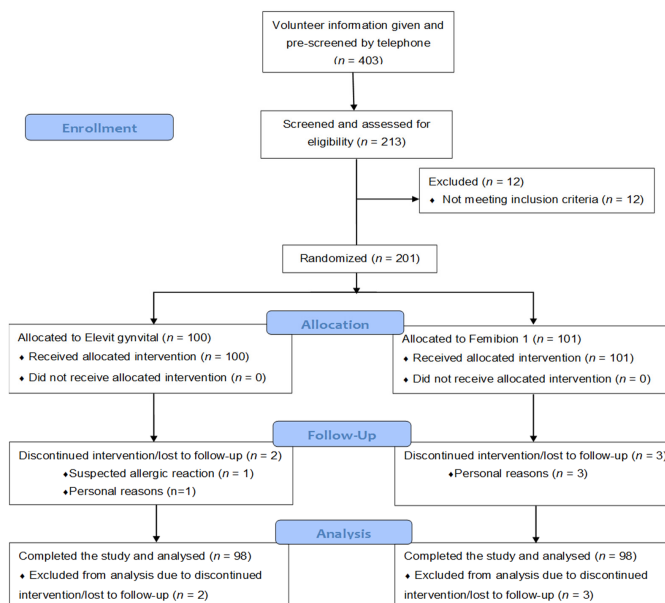 Volunteer information given and
pre-screened by telephone
(n = 403)
Enrollment
Screened and assessed for
eligibility (n = 213)
Excluded (n = 12)
♦ Not meeting inclusion criteria (n = 12)
Randomized (n = 201)
Allocation
Allocated to Elevit gynvital (n = 100)
♦ Received allocated intervention (n = 100)
♦ Did not receive allocated intervention (n = 0)
Allocated to Femibion 1 (n = 101)
♦ Received allocated intervention (n = 101)
♦ Did not receive allocated intervention (n = 0)
Follow-Up
Discontinued intervention/lost to follow-up (n = 2)
♦Suspected allergic reaction (n = 1)
♦Personal reasons (n=1)
Discontinued intervention/lost to follow-up (n = 3)
♦Personal reasons (n = 3)
Analysis
Completed the study and analysed (n = 98)
♦ Excluded from analysis due to discontinued
intervention/lost to follow-up (n = 2)
Completed the study and analysed (n = 98)
♦ Excluded from analysis due to discontinued
intervention/lost to follow-up (n = 3)